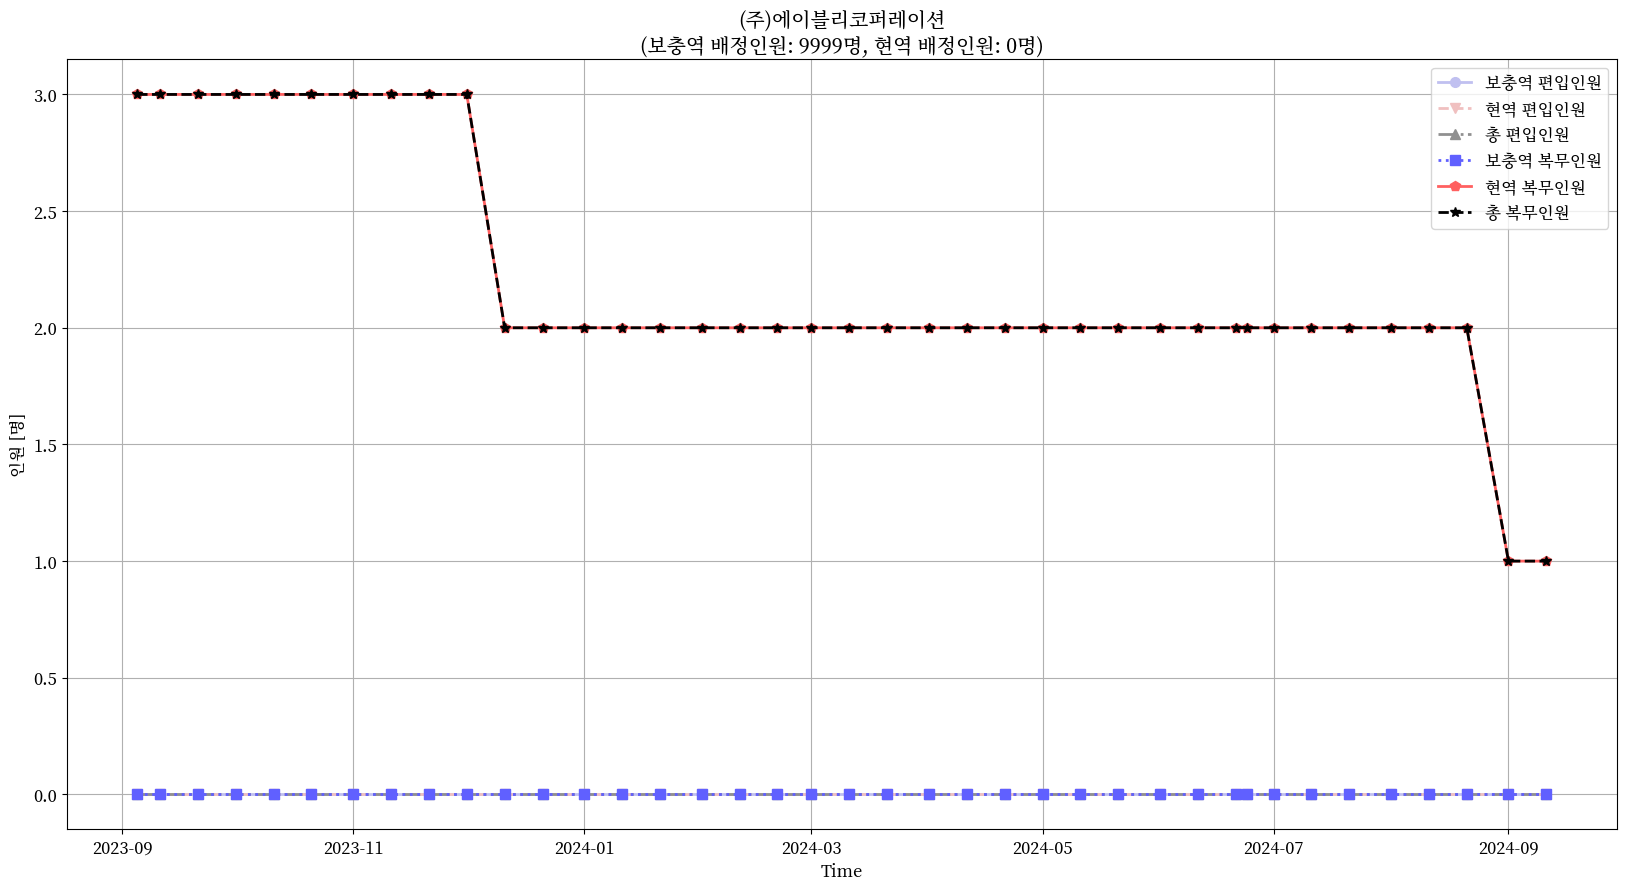 (주)에이블리코퍼레이션
(보충역 배정인원: 9999명, 현역 배정인원: 0명)
보충역 편입인원
현역 편입인원
총 편입인원
보충역 복무인원
현역 복무인원
총 복무인원
3.0
2.5
2.0
1.5
1.0
0.5
0.0
인원 [명]
2023-09
2023-11
2024-01
2024-03
2024-05
2024-07
2024-09
Time